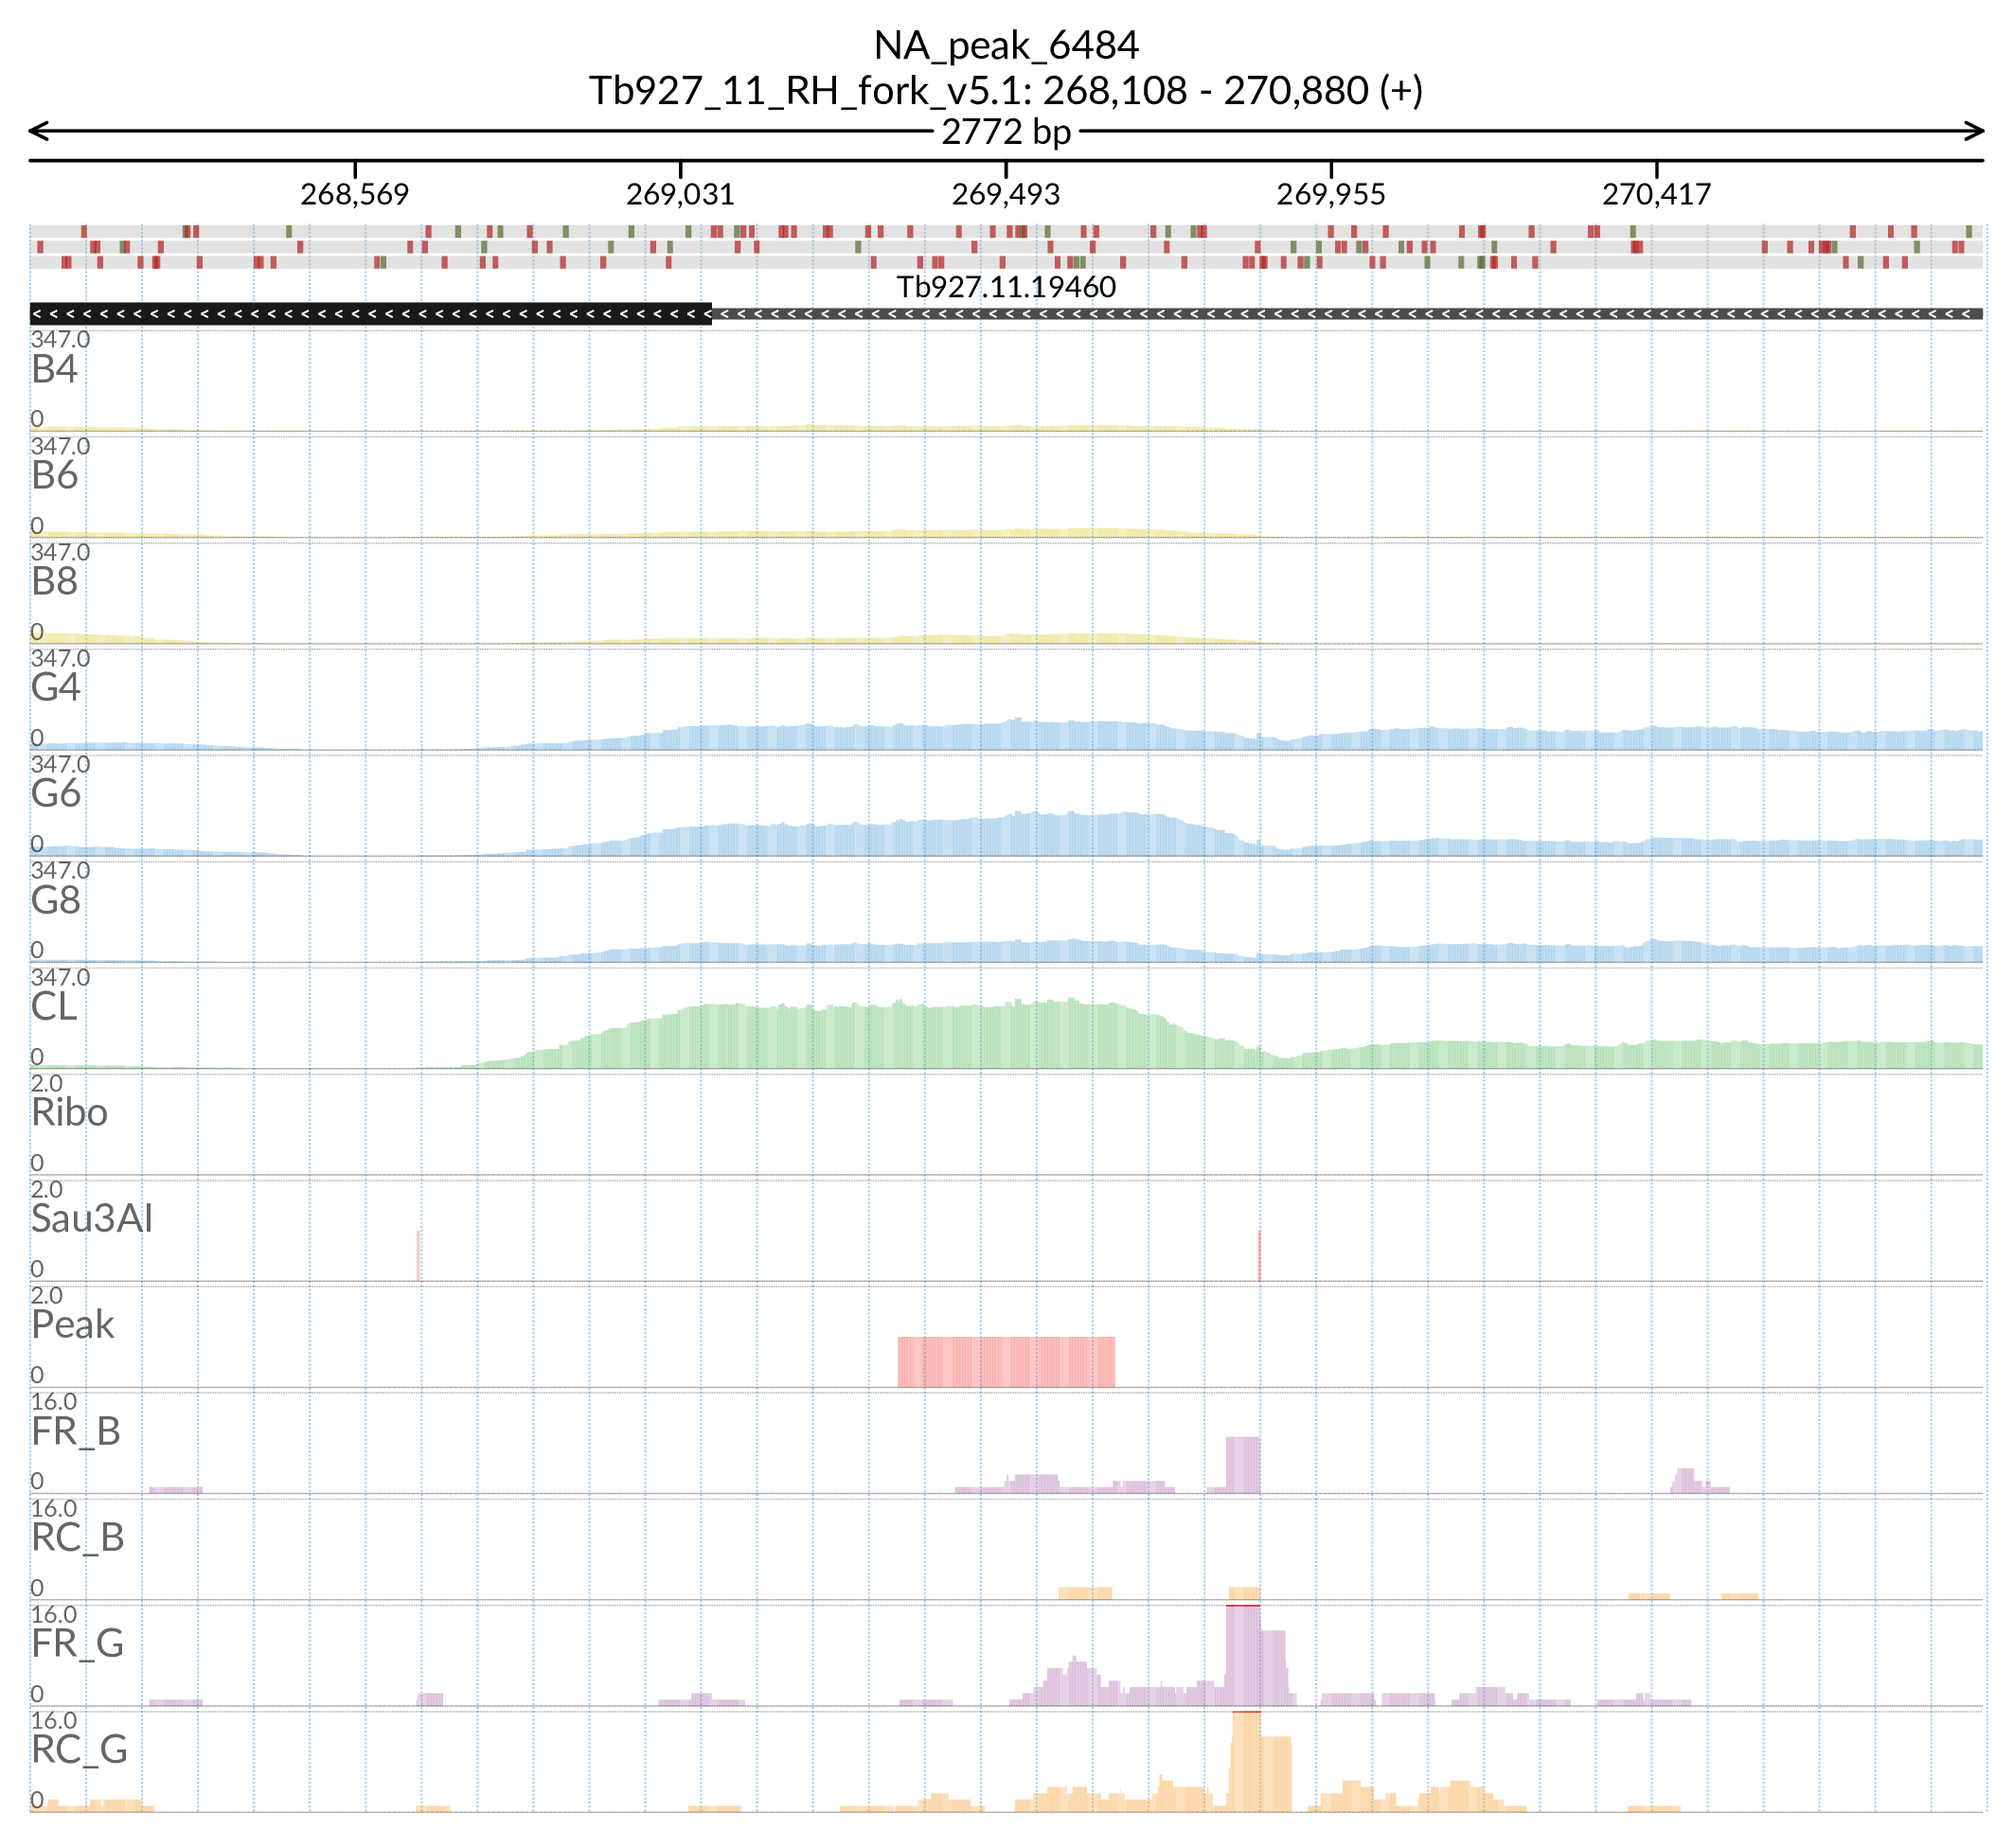 NA_peak_6484
Tb927_11_RH_fork_v5.1: 268,108 - 270,880 (+)
2772 bp
268,569 269,031 269,493 269,955 270,417
Tb927.11.19460
347.0
B4
0
347.0
B6
0
347.0
B8
0
347.0
G4
0
347.0
G6
0
347.0
G8
0
347.0
CL
0
2.0
Ribo
0
2.0
Sau3AI
0
2.0
Peak
0
16.0
FR_B
0
16.0
RC_B
0
16.0
FR_G
0
16.0
RC_G
0